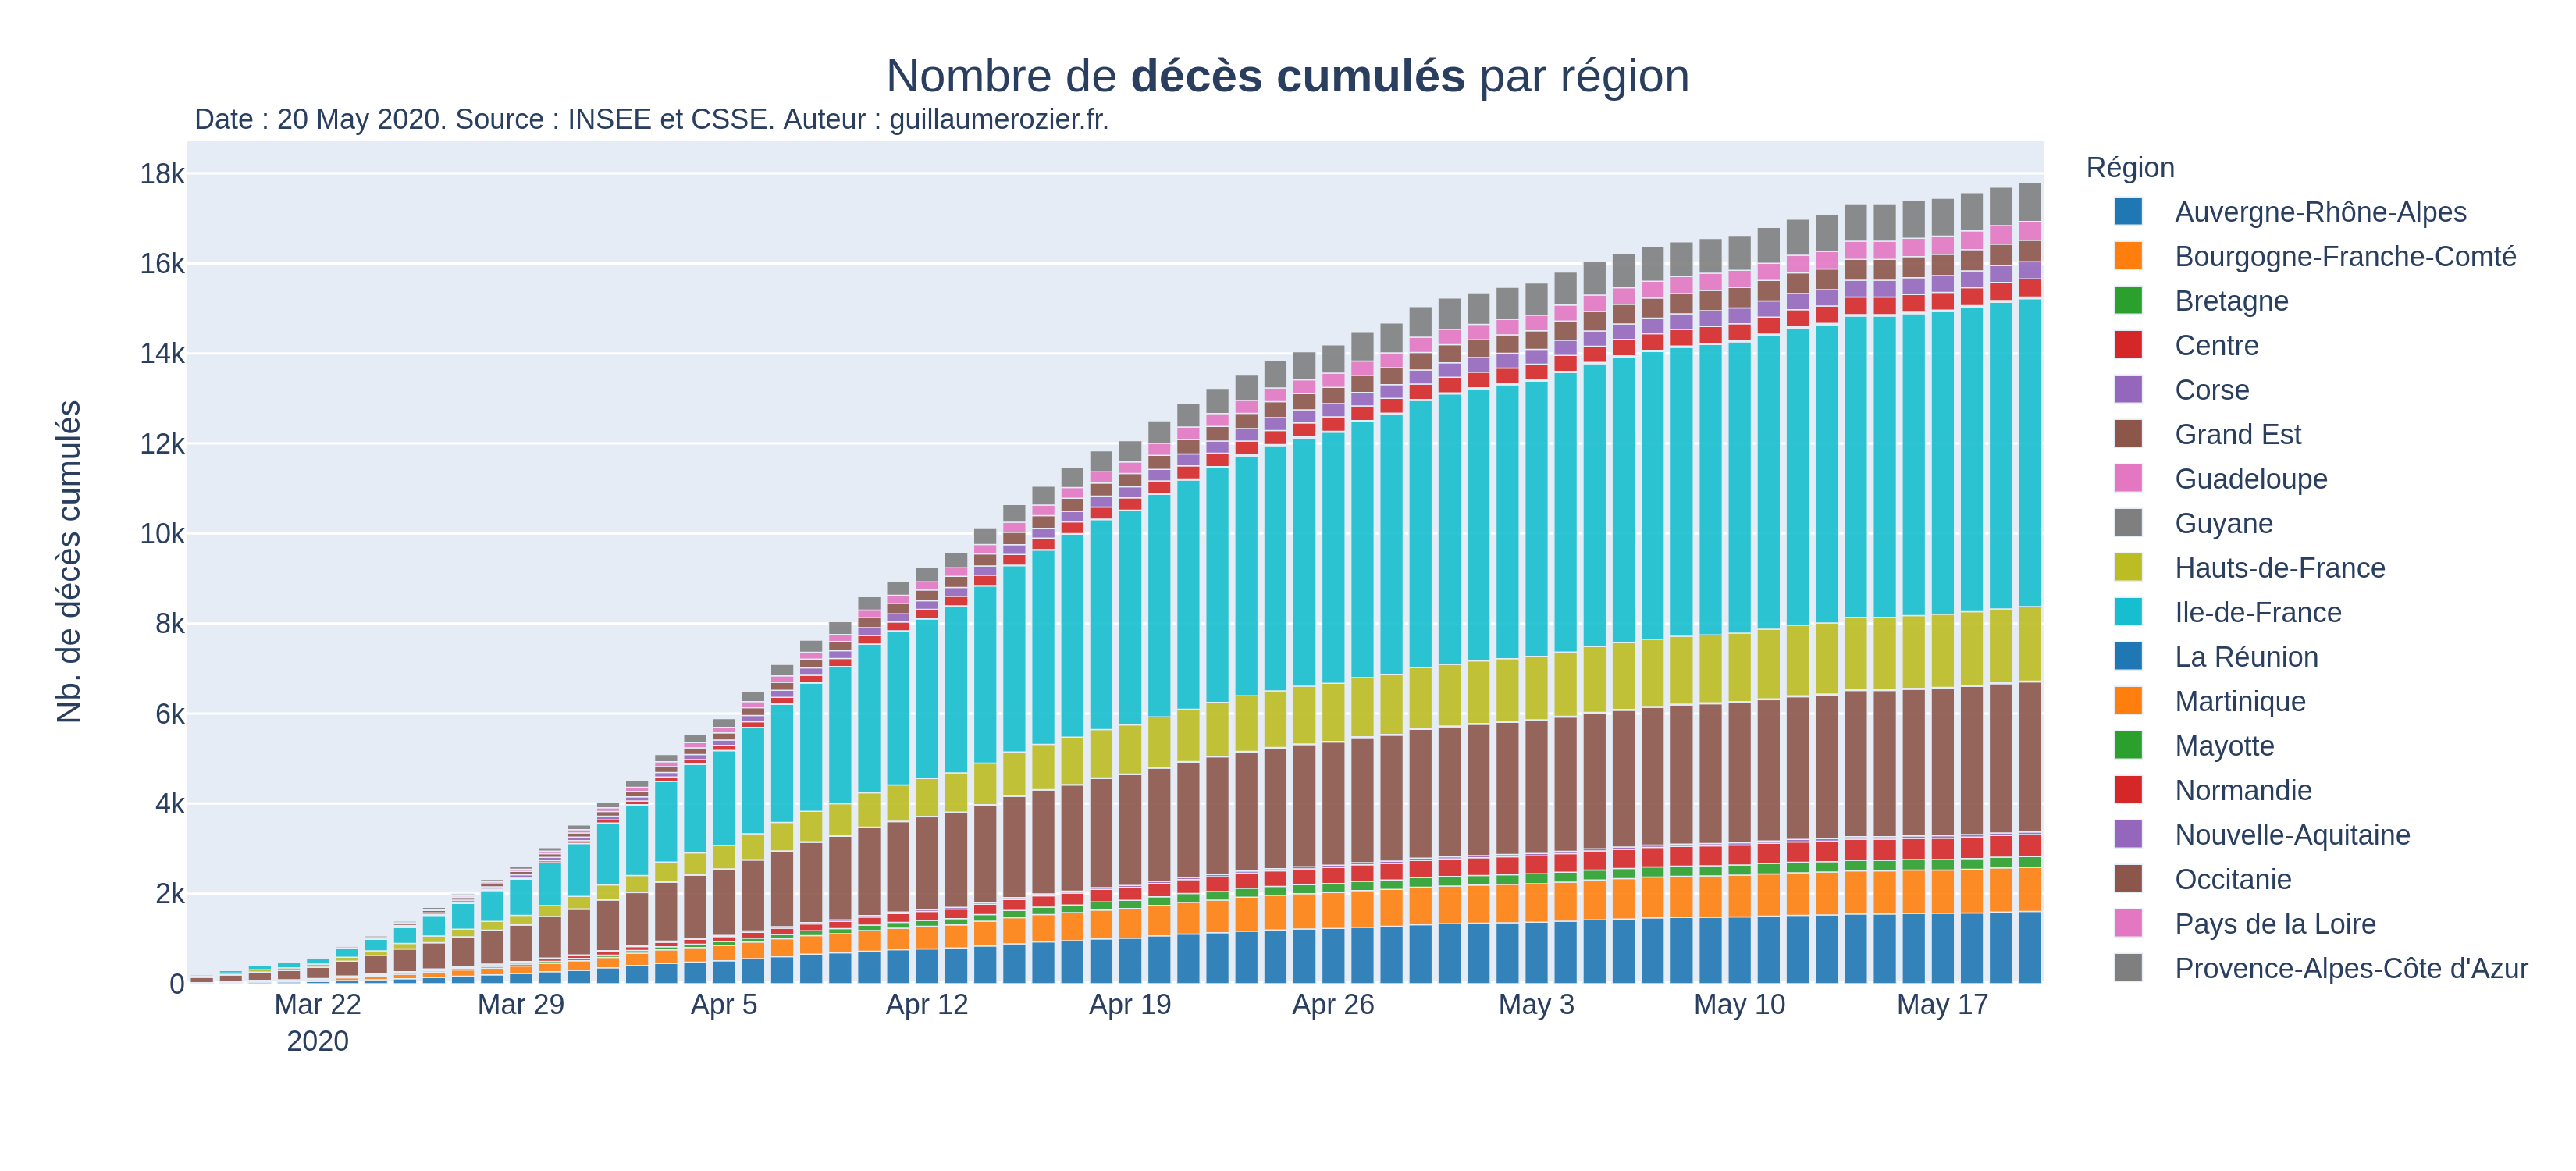 Nombre de décès cumulés par région
Date : 20 May 2020. Source : INSEE et CSSE. Auteur : guillaumerozier.fr.
Nb. de décès cumulés
18k
16k
14k
12k
10k
8k
6k
4k
2k
0
Mar 22
2020
Mar 29
Apr 5
Apr 12
Apr 19
Apr 26
May 3
May 10
May 17
Région
Auvergne-Rhône-Alpes
Bourgogne-Franche-Comté
Bretagne
Centre
Corse
Grand Est
Guadeloupe
Guyane
Hauts-de-France
Ile-de-France
La Réunion
Martinique
Mayotte
Normandie
Nouvelle-Aquitaine
Occitanie
Pays de la Loire
Provence-Alpes-Côte d'Azur